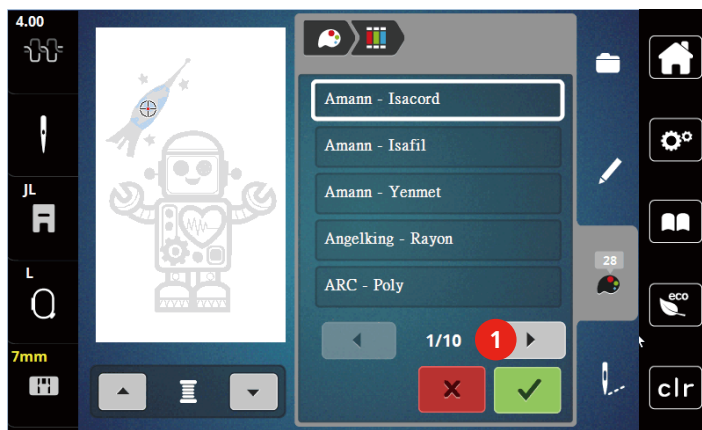 4.00
JL
L
7mm
Amann - Isacord
Amann - Isafil
Amann - Yenmet
Angelking - Rayon
ARC - Poly
1/10
1
28
eco
clr